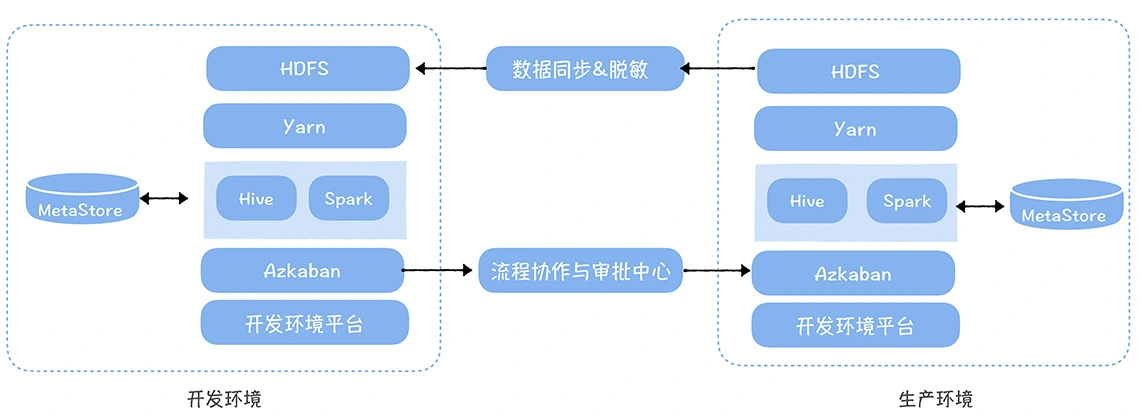 HDFS
Yarn
Hive
Spark
MetaStore
Azkaban
开发环境平台
开发环境
数据同步&脱敏
流程协作与审批中心
HDFS
Yarn
Hive
Spark
MetaStore
Azkaban
开发环境平台
生产环境